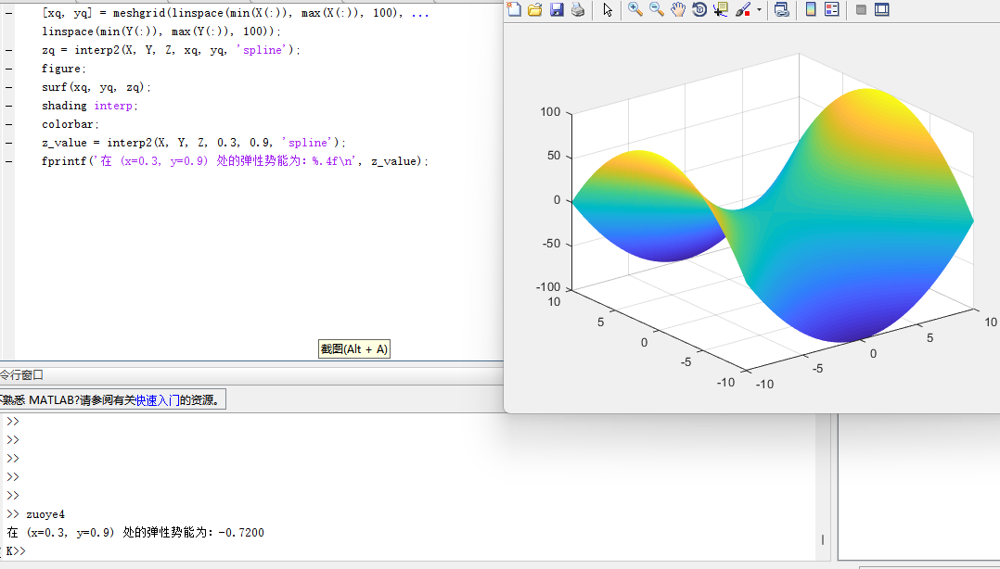 [xq, yq] = meshgrid(linspace(min(X(:)), max(X(:)), 100), ...
linspace(min(Y(:)), max(Y(:)), 100));
zq = interp2(X, Y, Z, xq, yq, 'spline');
figure;
surf(xq, yq, zq);
shading interp;
colorbar;
z_value = interp2(X, Y, Z, 0.3, 0.9, 'spline');
fprintf('在 (x=0.3, y=0.9) 处的弹性势能为: %.4f\n', z_value);
100
50
0
-50
-100
10
5
0
-5
-10
-10
-5
0
5
10
截图(Alt + A)
令行窗口
不熟悉 MATLAB?请参阅有关快速入门的资源。
>>
>>
>>
>>
>>
>> zuoye4
在 (x=0.3, y=0.9) 处的弹性势能为: -0.7200
K>>